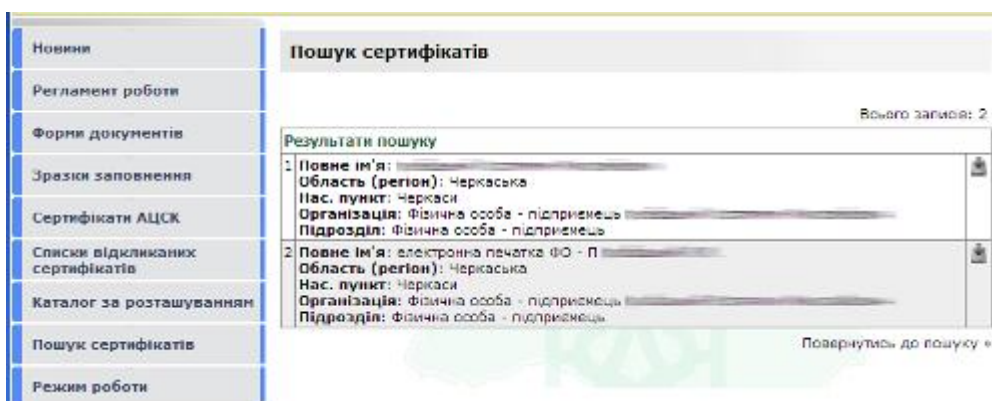 Новини
Регламент роботи
Форми документів
Зразки заповнення
Сертифікати АЦСК
Списки відкликаних
сертифікатів
Каталог за розташуванням
Пошук сертифікатів
Режим роботи
Пошук сертифікатів
Всього записів: 2
Результати пошуку
1 Повне ім'я:
Область (регіон): Черкаська
Нас. пункт: Черкаси
Організація: Фізична особа - підприємець
Підрозділ: Фізична особа - підприємець
2 Повне ім'я: електронна печатка ФО - П
Область (регіон): Черкаська
Нас. пункт: Черкаси
Організація: Фізична особа - підприємець
Підрозділ: Фізична особа - підприємець
Повернутись до пошуку »